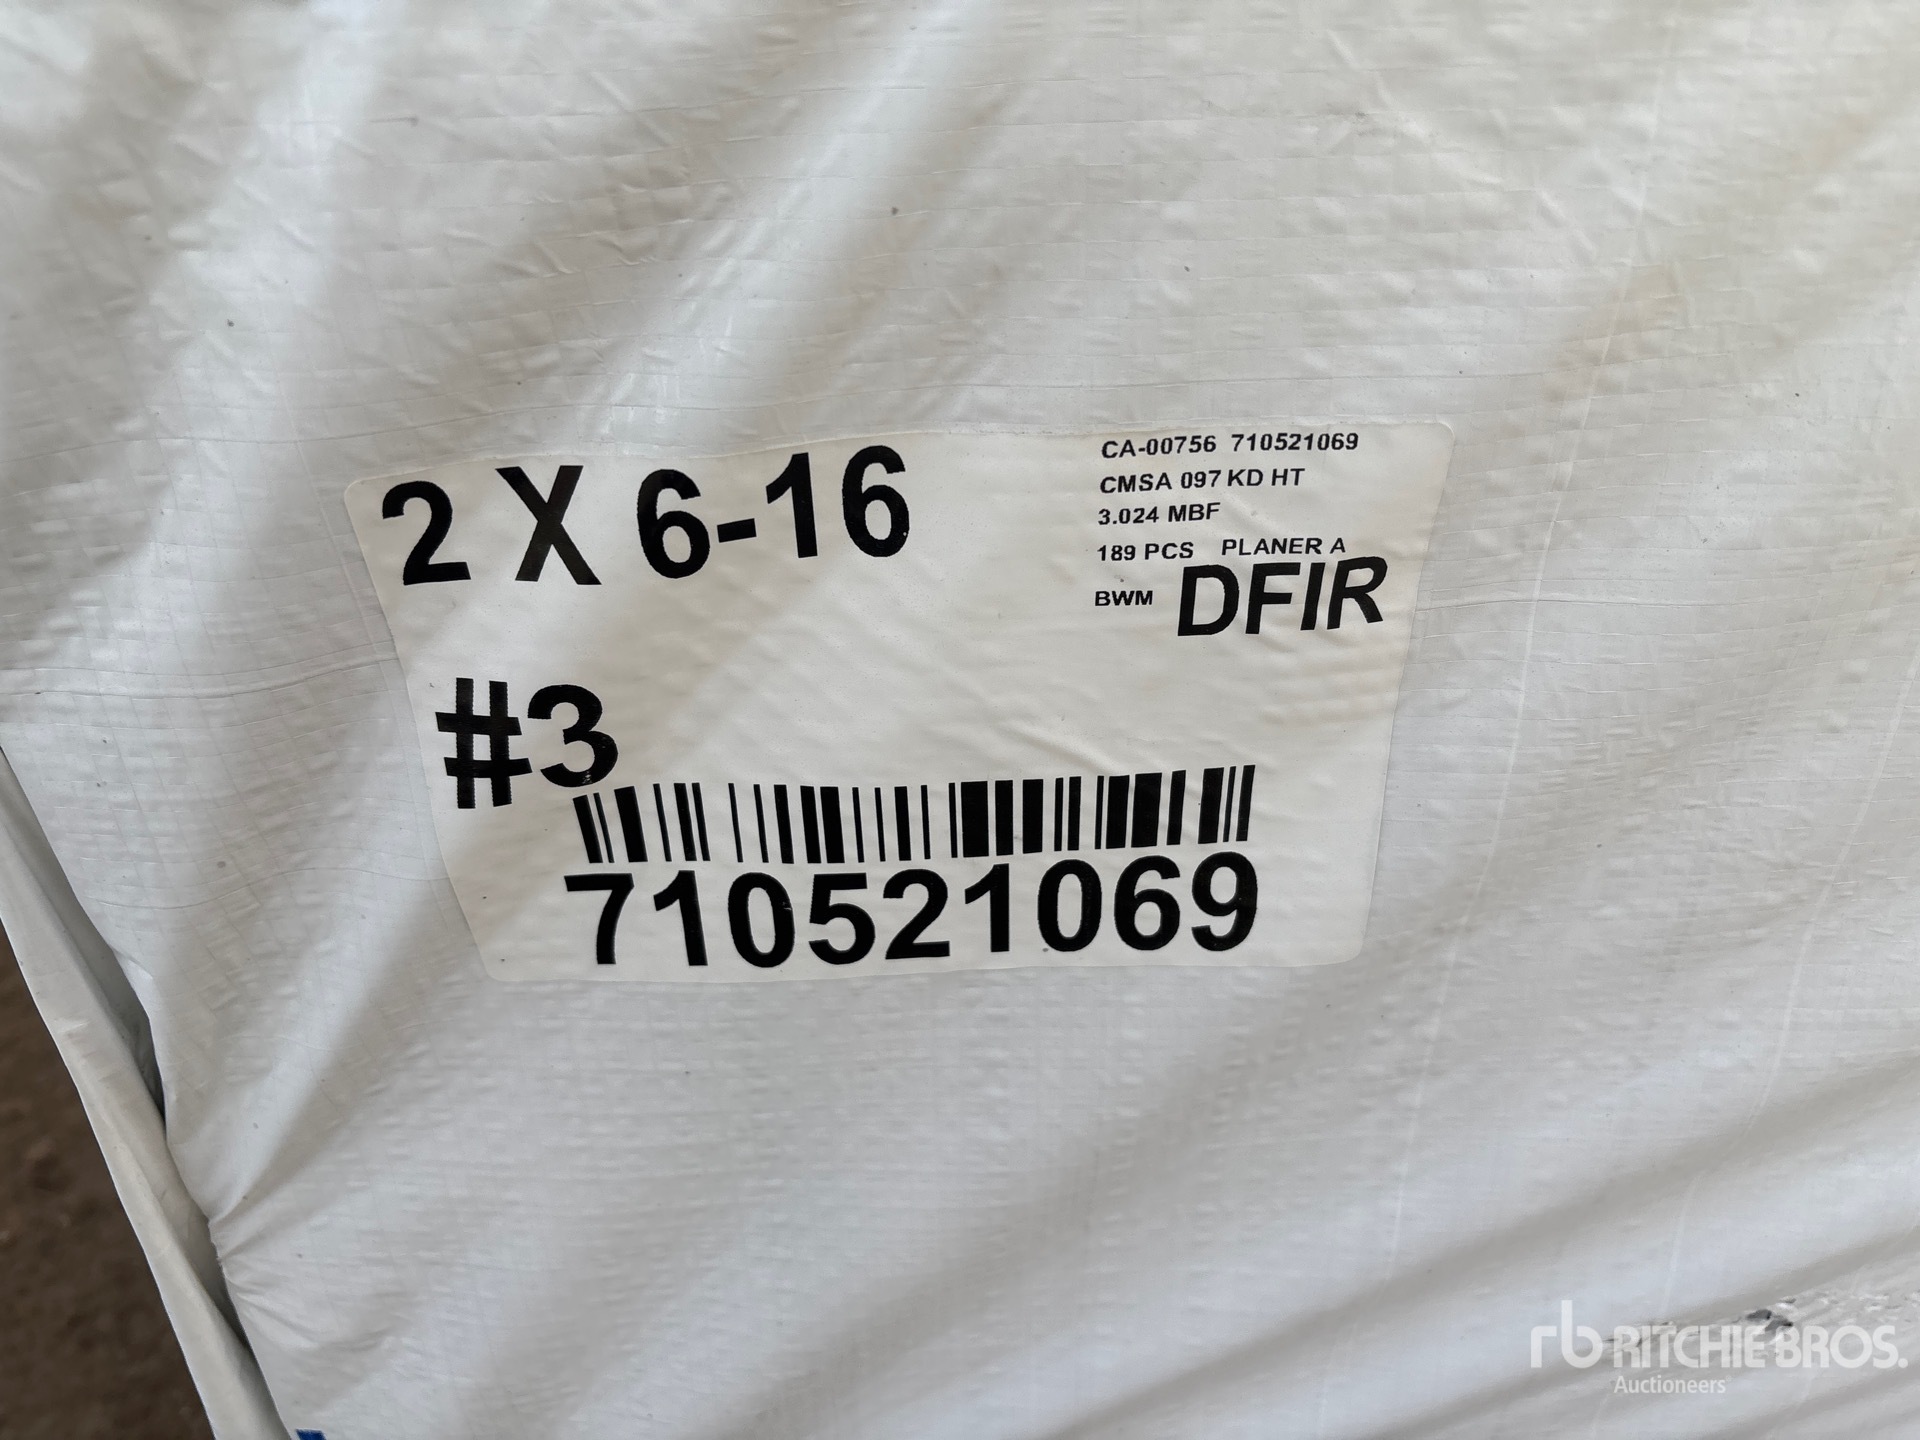 2 X 6-16
CA-00756 710521069
CMSA 097 KD HT
3.024 MBF
189 PCS PLANER A
BWM DFIR
#3
710521069
rb RITCHIE BROS.
Auctioneers